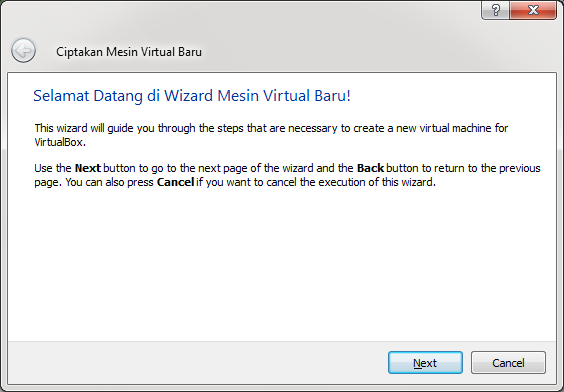 Ciptakan Mesin Virtual Baru
Selamat Datang di Wizard Mesin Virtual Baru!
This wizard will guide you through the steps that are necessary to create a new virtual machine for
VirtualBox.
Use the Next button to go to the next page of the wizard and the Back button to return to the previous
page. You can also press Cancel if you want to cancel the execution of this wizard.
Next
Cancel